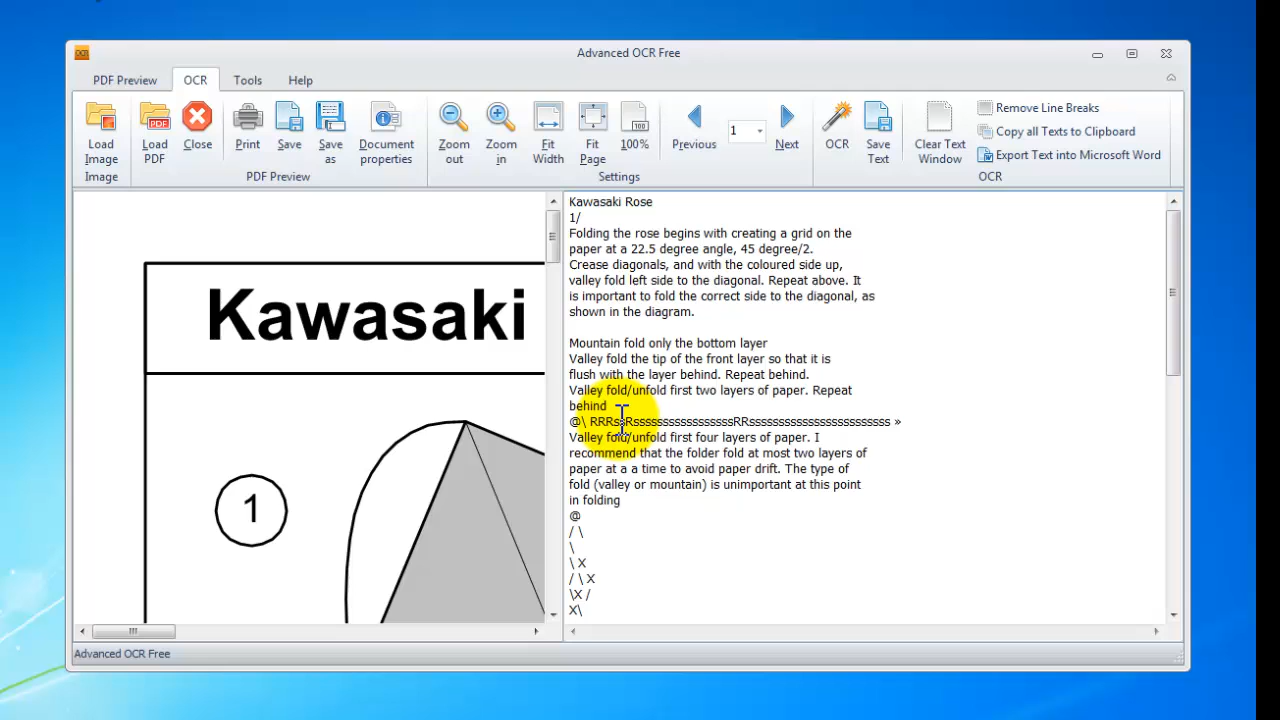 OCR
Advanced OCR Free
PDF Preview OCR Tools Help
Load Image
Load PDF
Close
Print
Save
Save as
Document properties
Zoom out
Zoom in
Fit Width
Fit Page
100
100%
Previous
1
Next
OCR
Save Text
Clear Text Window
Remove Line Breaks
Copy all Texts to Clipboard
Export Text into Microsoft Word
Image
PDF Preview
Settings
OCR
Kawasaki
1
Kawasaki Rose
1/
Folding the rose begins with creating a grid on the
paper at a 22.5 degree angle, 45 degree/2.
Crease diagonals, and with the coloured side up,
valley fold left side to the diagonal. Repeat above. It
is important to fold the correct side to the diagonal, as
shown in the diagram.
Mountain fold only the bottom layer
Valley fold the tip of the front layer so that it is
flush with the layer behind. Repeat behind.
Valley fold/unfold first two layers of paper. Repeat
behind
@\ »
Valley fold/unfold first four layers of paper. I
recommend that the folder fold at most two layers of
paper at a a time to avoid paper drift. The type of
fold (valley or mountain) is unimportant at this point
in folding
@
/ \
\
\ X
/ \ X
\X /
X\
Advanced OCR Free